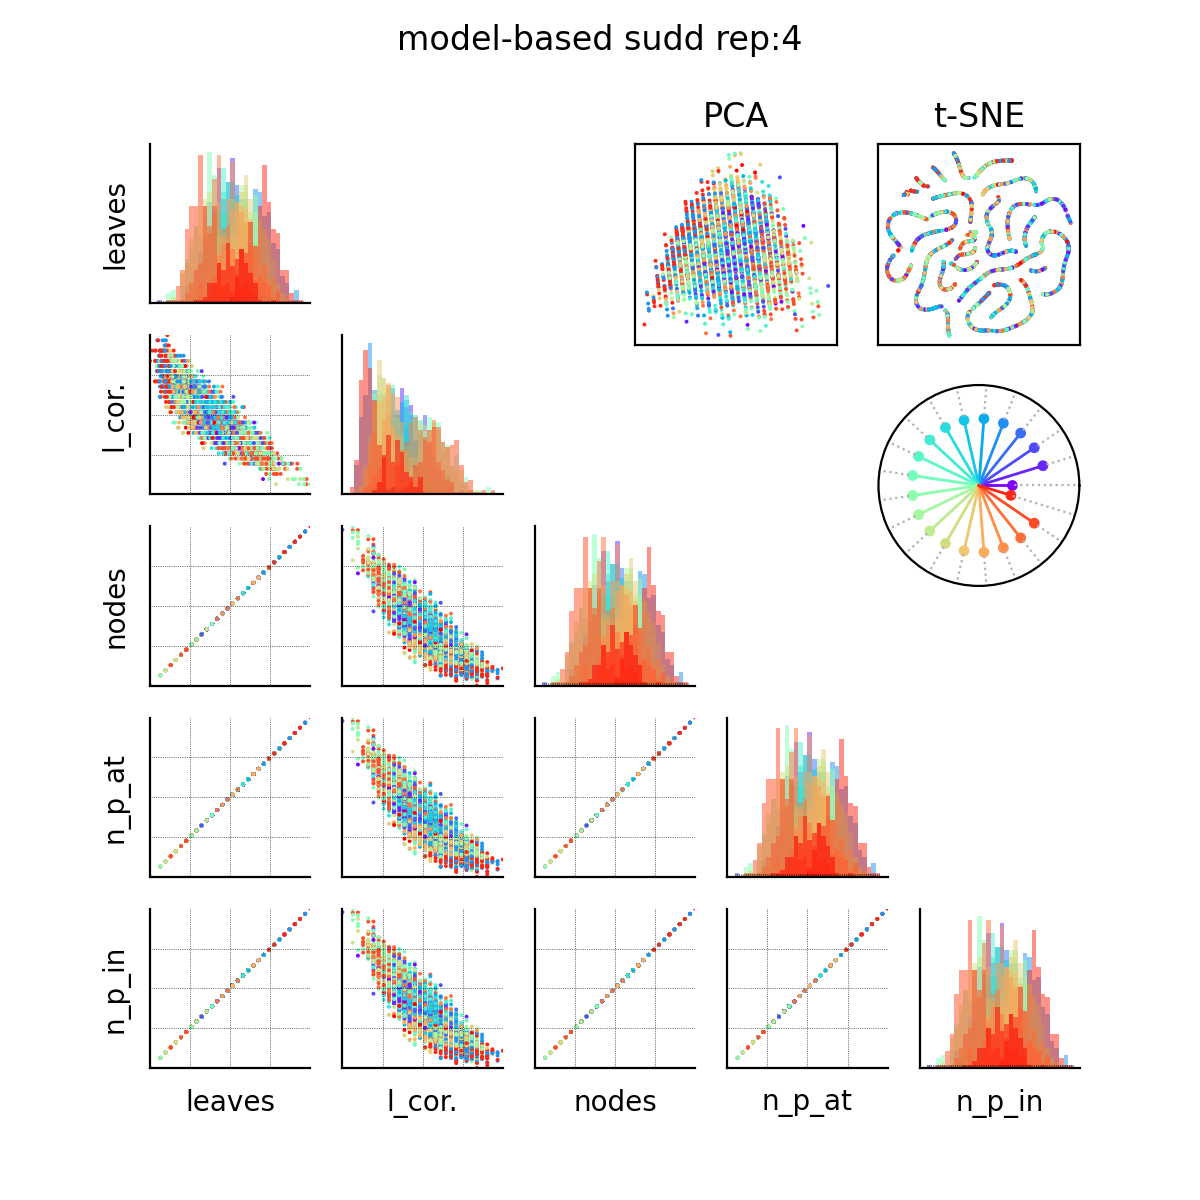 model-based sudd rep:4
PCA
t-SNE
leaves
l_cor.
nodes
n_p_at
n_p_in
leaves
l_cor.
nodes
n_p_at
n_p_in